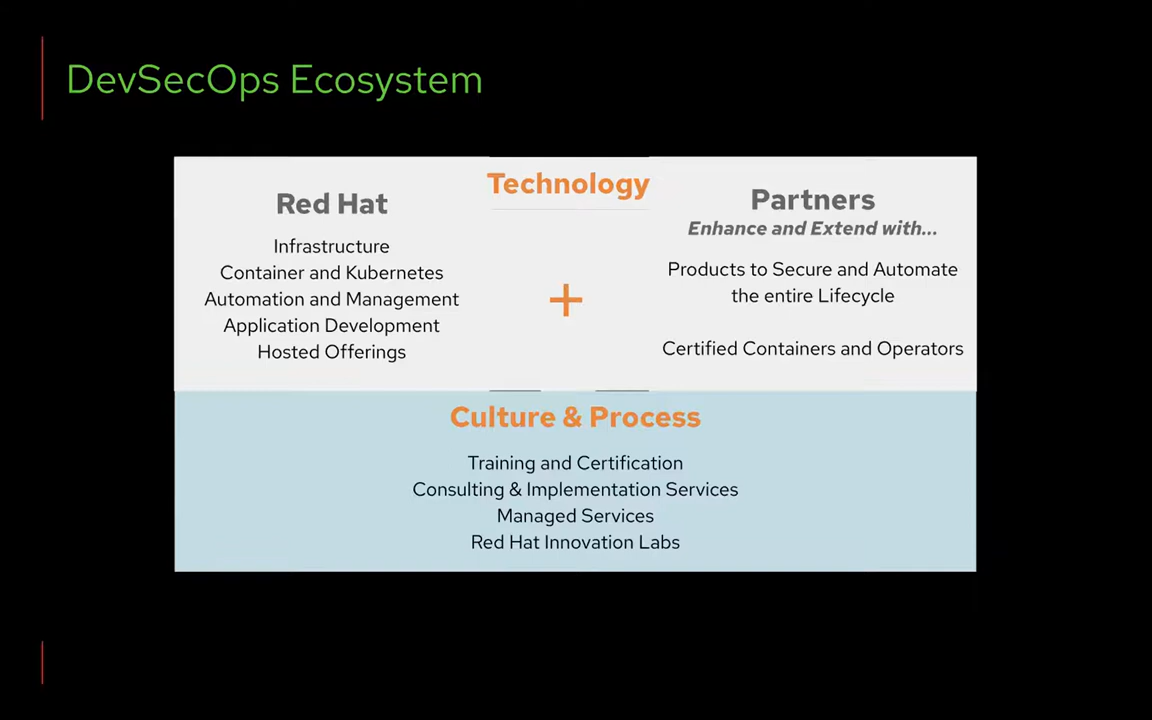 DevSecOps Ecosystem
Technology
Red Hat
Infrastructure
Container and Kubernetes
Automation and Management
Application Development
Hosted Offerings
+
Partners
Enhance and Extend with...
Products to Secure and Automate
the entire Lifecycle
Certified Containers and Operators
Culture & Process
Training and Certification
Consulting & Implementation Services
Managed Services
Red Hat Innovation Labs